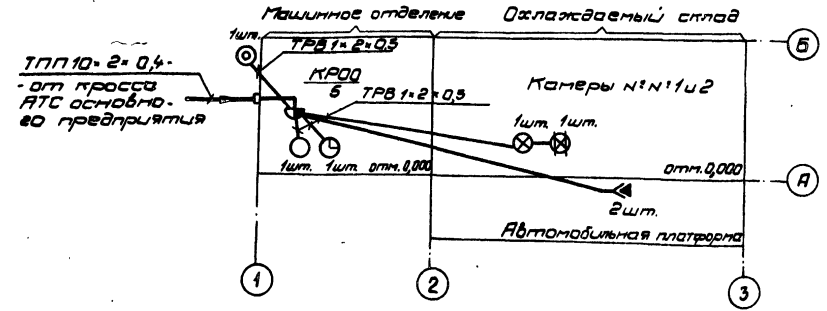 Машинное отделение
Охлаждаемый склад
1шт.
ТРВ 1×2×0,5
Б
ТПП 10×2×0,4-
- от кросса
АТС основно-
го предприятия
КРОО
6
ТРВ 1×2×0,5
Камеры №№1и2
1шт. 1шт.
1шт. 1шт. отм. 0,000
отм. 0,000
А
2шт.
Автомобильная платформа
1
2
3